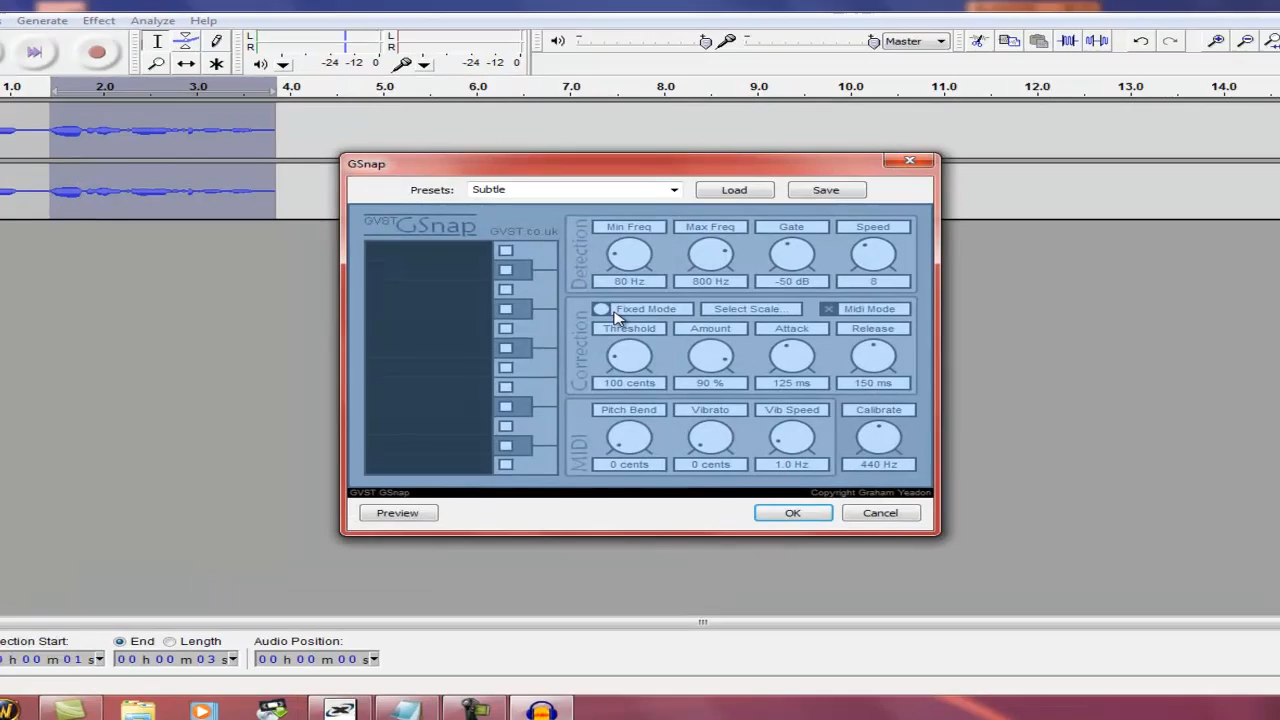 s Generate Effect Analyze Help
L R -24 -12 0 L R -24 -12 0 Master
1.0 2.0 3.0 4.0 5.0 6.0 7.0 8.0 9.0 10.0 11.0 12.0 13.0 14.0
GSnap
Presets: Subtle Load Save
GVST GSnap GVST.co.uk
Detection
Min Freq Max Freq Gate Speed
80 Hz 800 Hz -50 dB 8
Correction
Fixed Mode Select Scale... Midi Mode
Threshold Amount Attack Release
100 cents 90 % 125 ms 150 ms
MIDI
Pitch Bend Vibrato Vib Speed Calibrate
0 cents 0 cents 1.0 Hz 440 Hz
GVST GSnap Copyright Graham Yeadon
Preview OK Cancel
ection Start: End Length Audio Position:
0 h 00 m 01 s 00 h 00 m 03 s 00 h 00 m 00 s